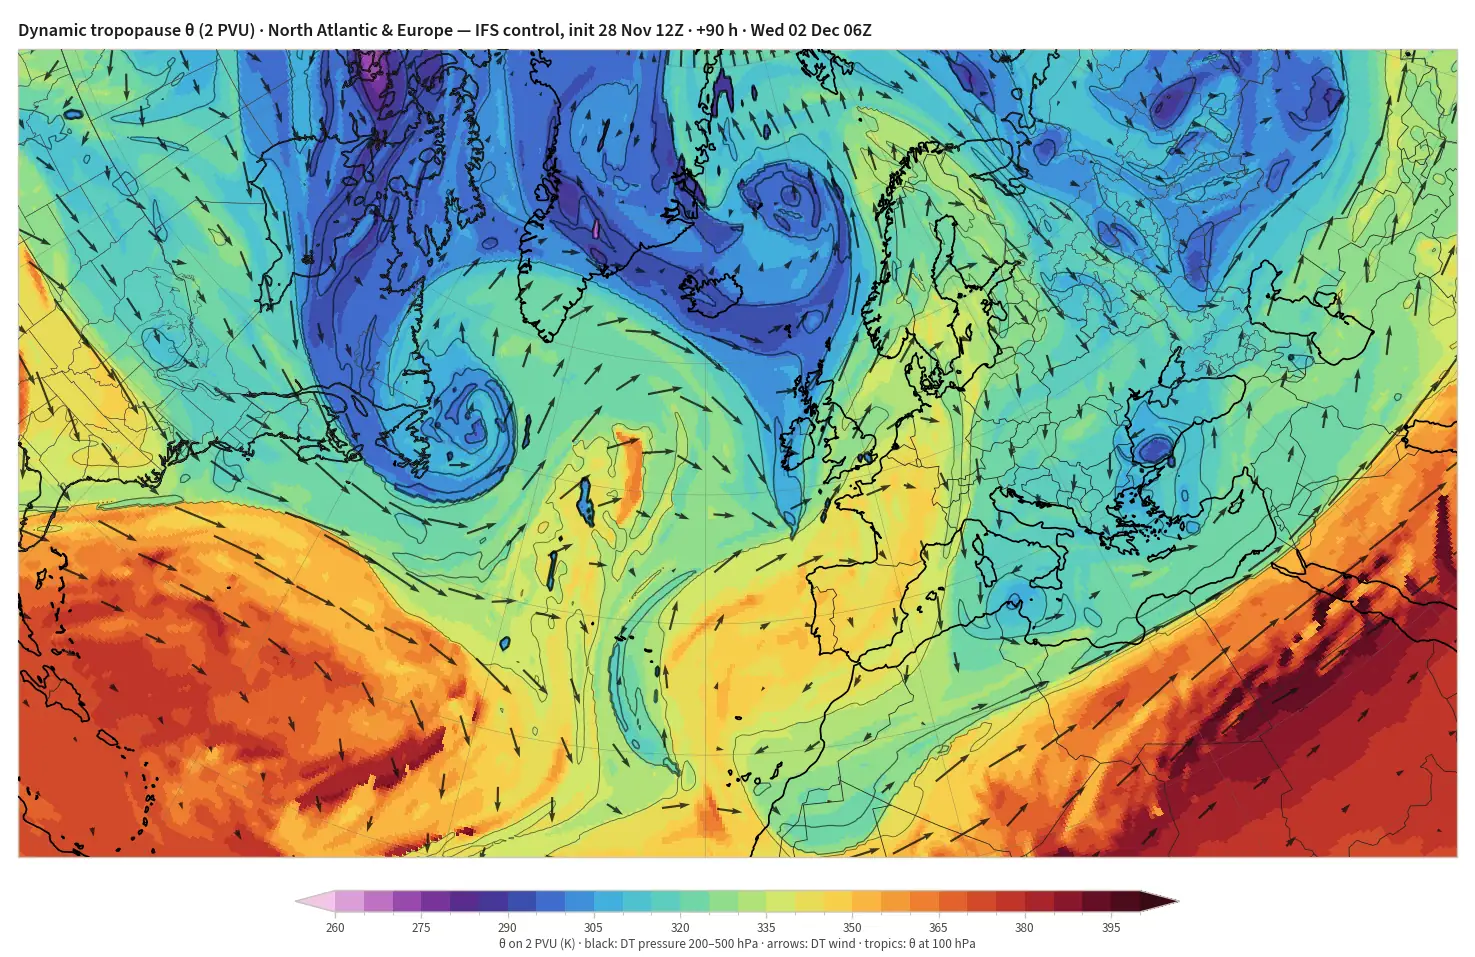 Dynamic tropopause θ (2 PVU) · North Atlantic & Europe — IFS control, init 28 Nov 12Z · +90 h · Wed 02 Dec 06Z
260 275 290 305 320 335 350 365 380 395
θ on 2 PVU (K) · black: DT pressure 200–500 hPa · arrows: DT wind · tropics: θ at 100 hPa